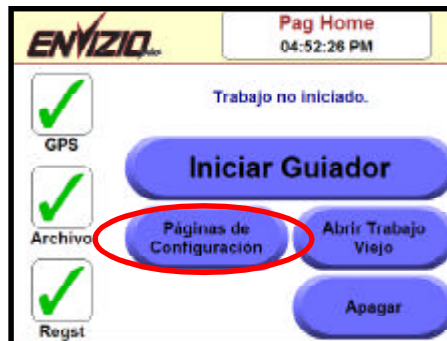 ENVIZIO
Pag Home
04:52:26 PM
Trabajo no iniciado.
GPS
Iniciar Guiador
Archivo
Páginas de
Configuración
Abrir Trabajo
Viejo
Regst
Apagar